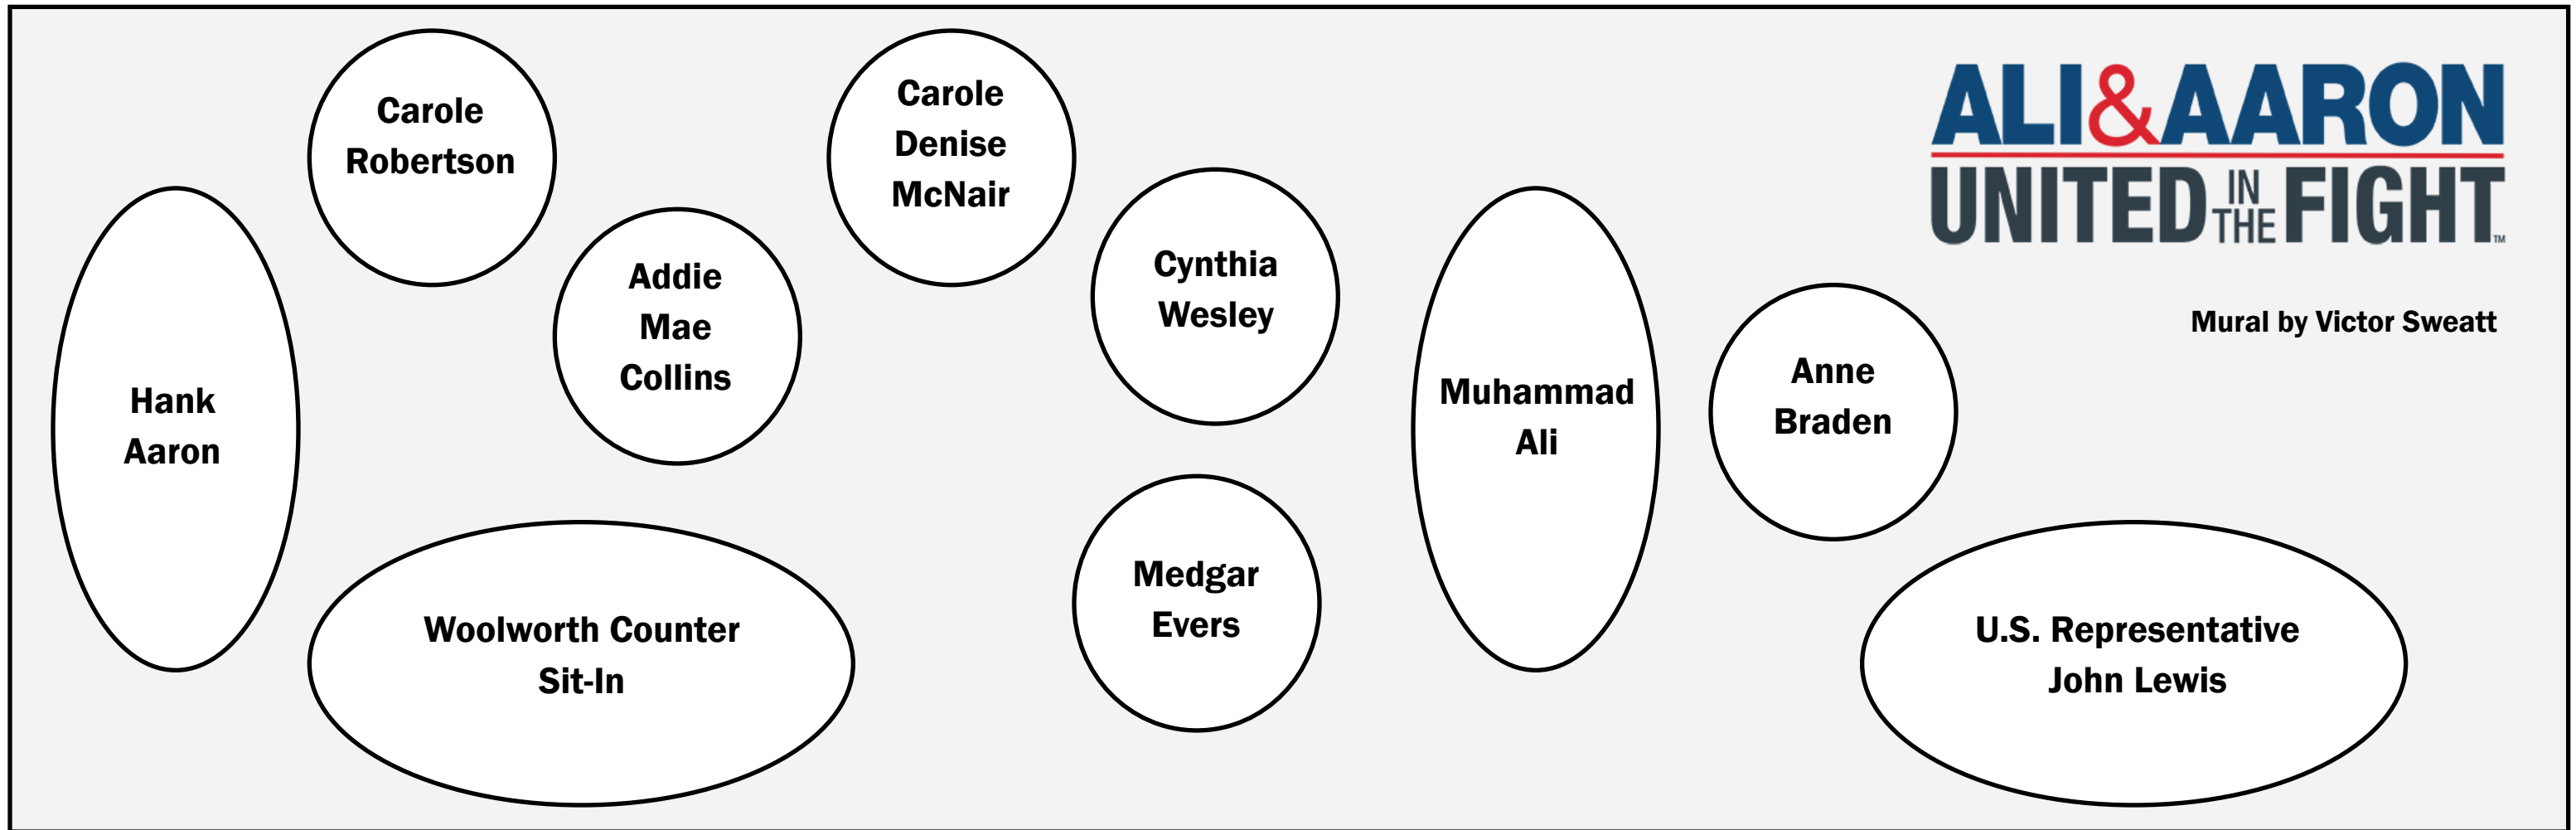 Carole
Robertson
Carole
Denise
McNair
ALI&AARON
UNITED IN THE FIGHT™
Mural by Victor Sweatt
Hank
Aaron
Addie
Mae
Collins
Cynthia
Wesley
Muhammad
Ali
Anne
Braden
Woolworth Counter
Sit-In
Medgar
Evers
U.S. Representative
John Lewis